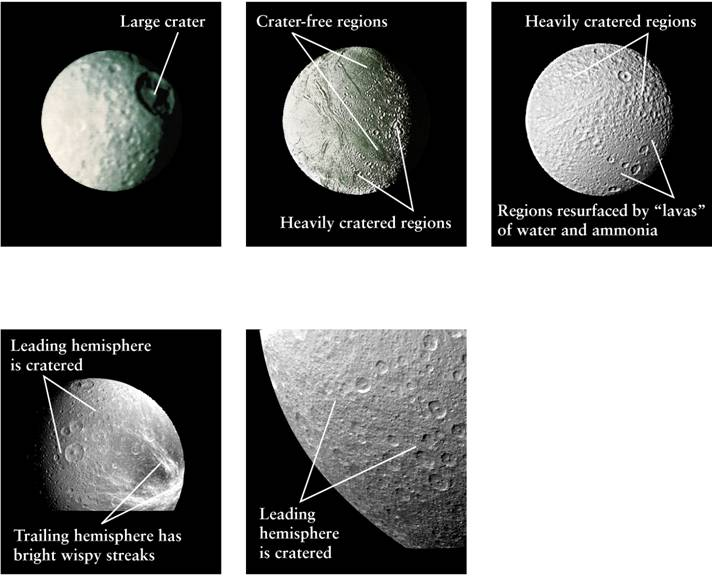 Large crater
Crater-free regions
Heavily cratered regions
Heavily cratered regions
Regions resurfaced by “lavas”
of water and ammonia
Leading hemisphere
is cratered
Trailing hemisphere has
bright wispy streaks
Leading
hemisphere
is cratered